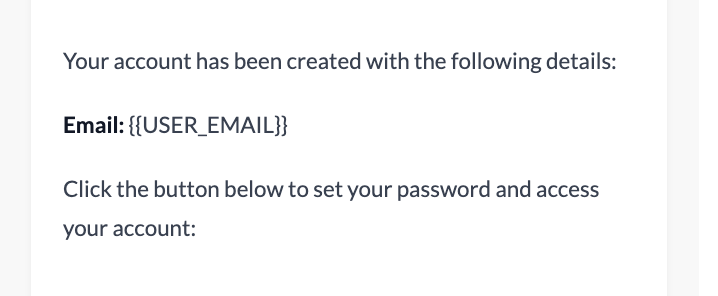 Your account has been created with the following details:
Email: {{USER_EMAIL}}
Click the button below to set your password and access
your account: